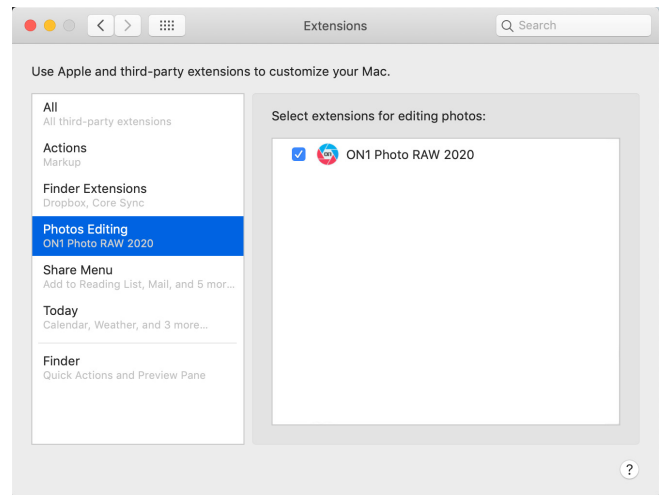 Extensions
Search
Use Apple and third-party extensions to customize your Mac.
All
All third-party extensions
Actions
Markup
Finder Extensions
Dropbox, Core Sync
Photos Editing
ON1 Photo RAW 2020
Share Menu
Add to Reading List, Mail, and 5 mor...
Today
Calendar, Weather, and 3 more...
Finder
Quick Actions and Preview Pane
Select extensions for editing photos:
on ON1 Photo RAW 2020
?